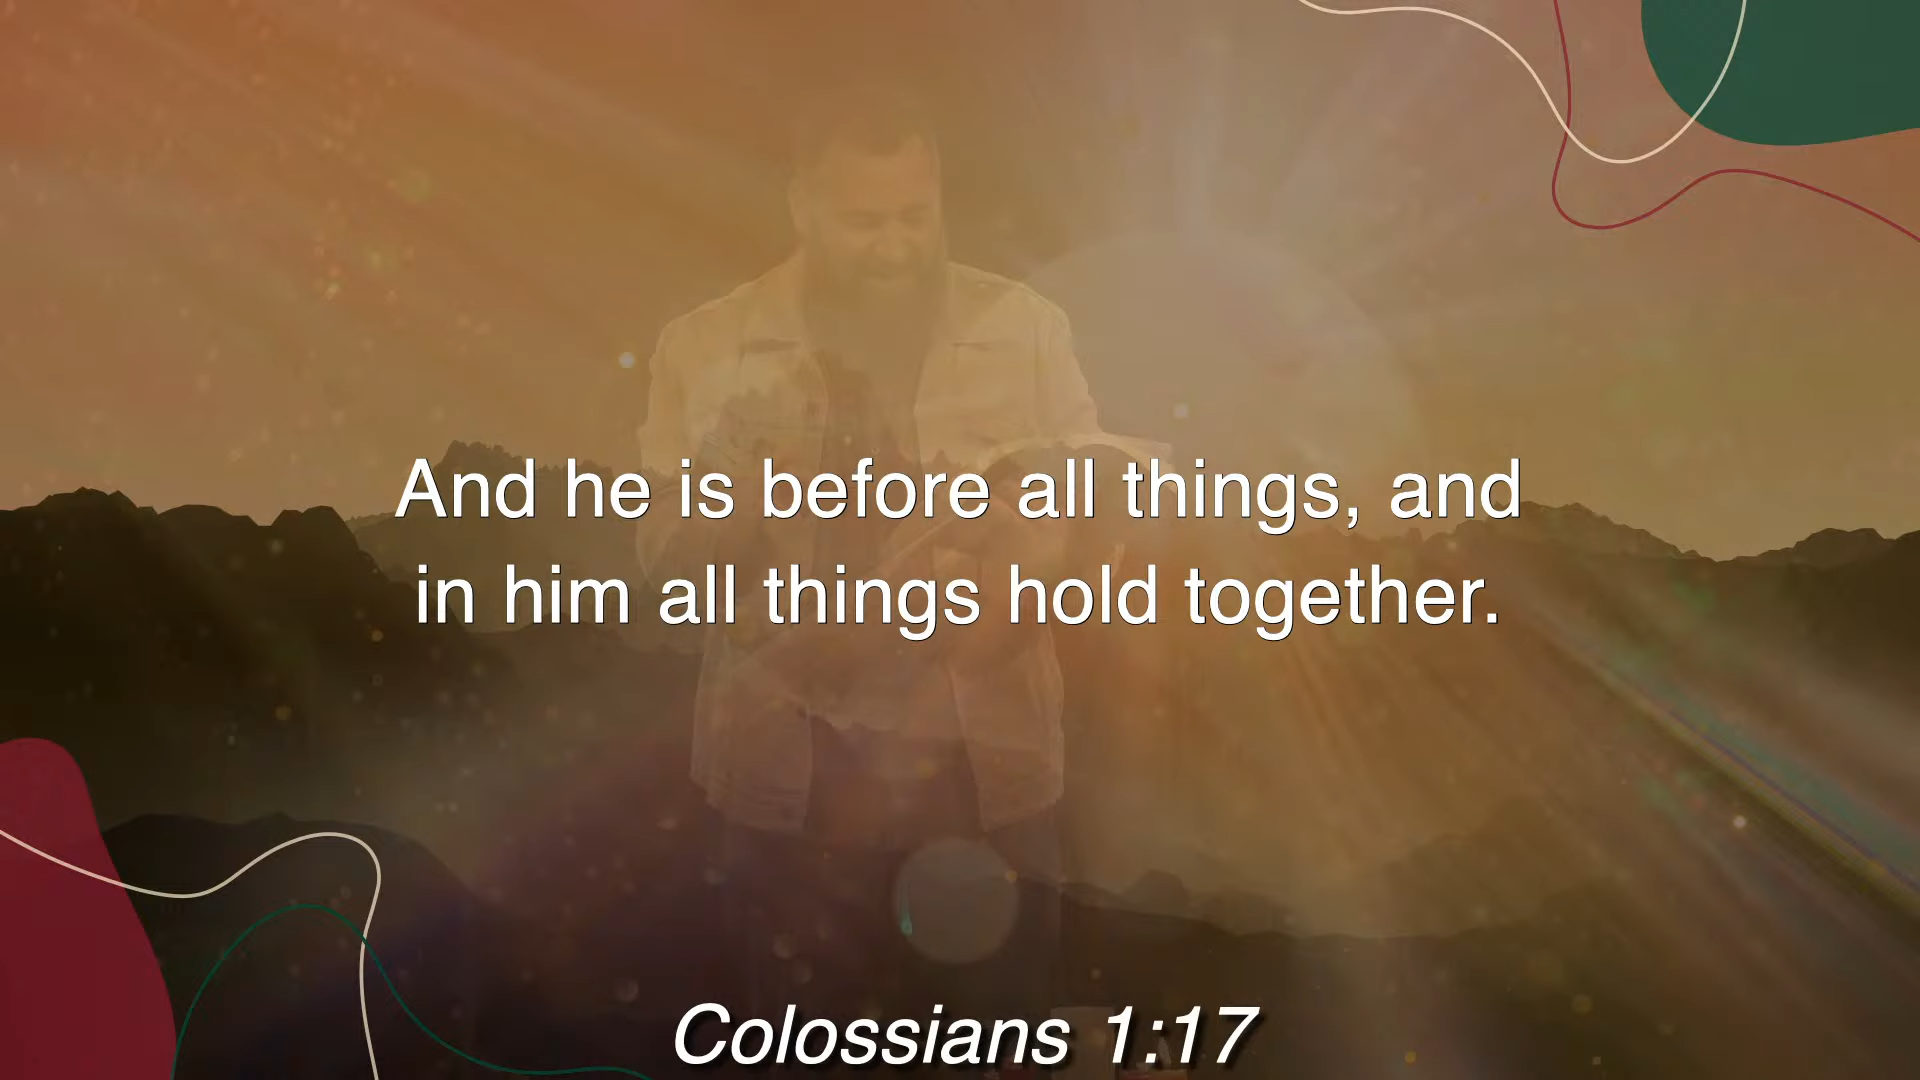 And he is before all things, and
in him all things hold together.
Colossians 1:17